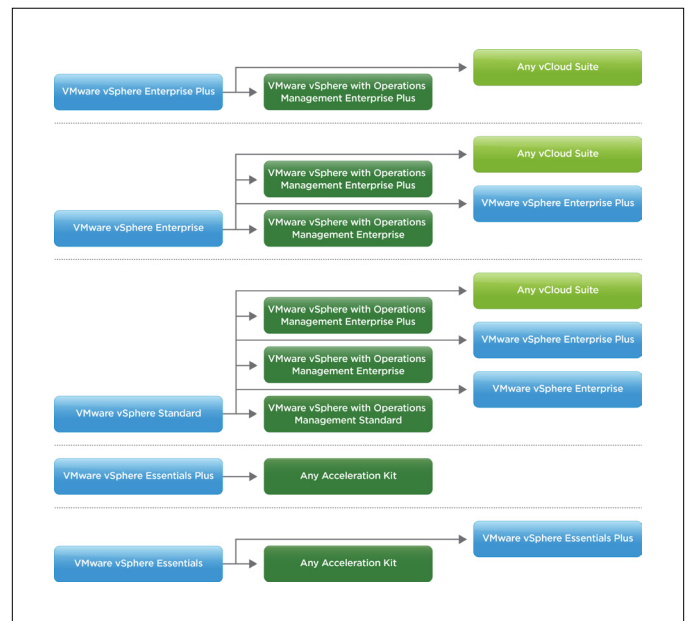 Any vCloud Suite
VMware vSphere Enterprise Plus
VMware vSphere with Operations
Management Enterprise Plus
Any vCloud Suite
VMware vSphere with Operations
Management Enterprise Plus
VMware vSphere Enterprise Plus
VMware vSphere Enterprise
VMware vSphere with Operations
Management Enterprise
Any vCloud Suite
VMware vSphere with Operations
Management Enterprise Plus
VMware vSphere Enterprise Plus
VMware vSphere with Operations
Management Enterprise
VMware vSphere Enterprise
VMware vSphere Standard
VMware vSphere with Operations
Management Standard
VMware vSphere Essentials Plus
Any Acceleration Kit
VMware vSphere Essentials Plus
VMware vSphere Essentials
Any Acceleration Kit